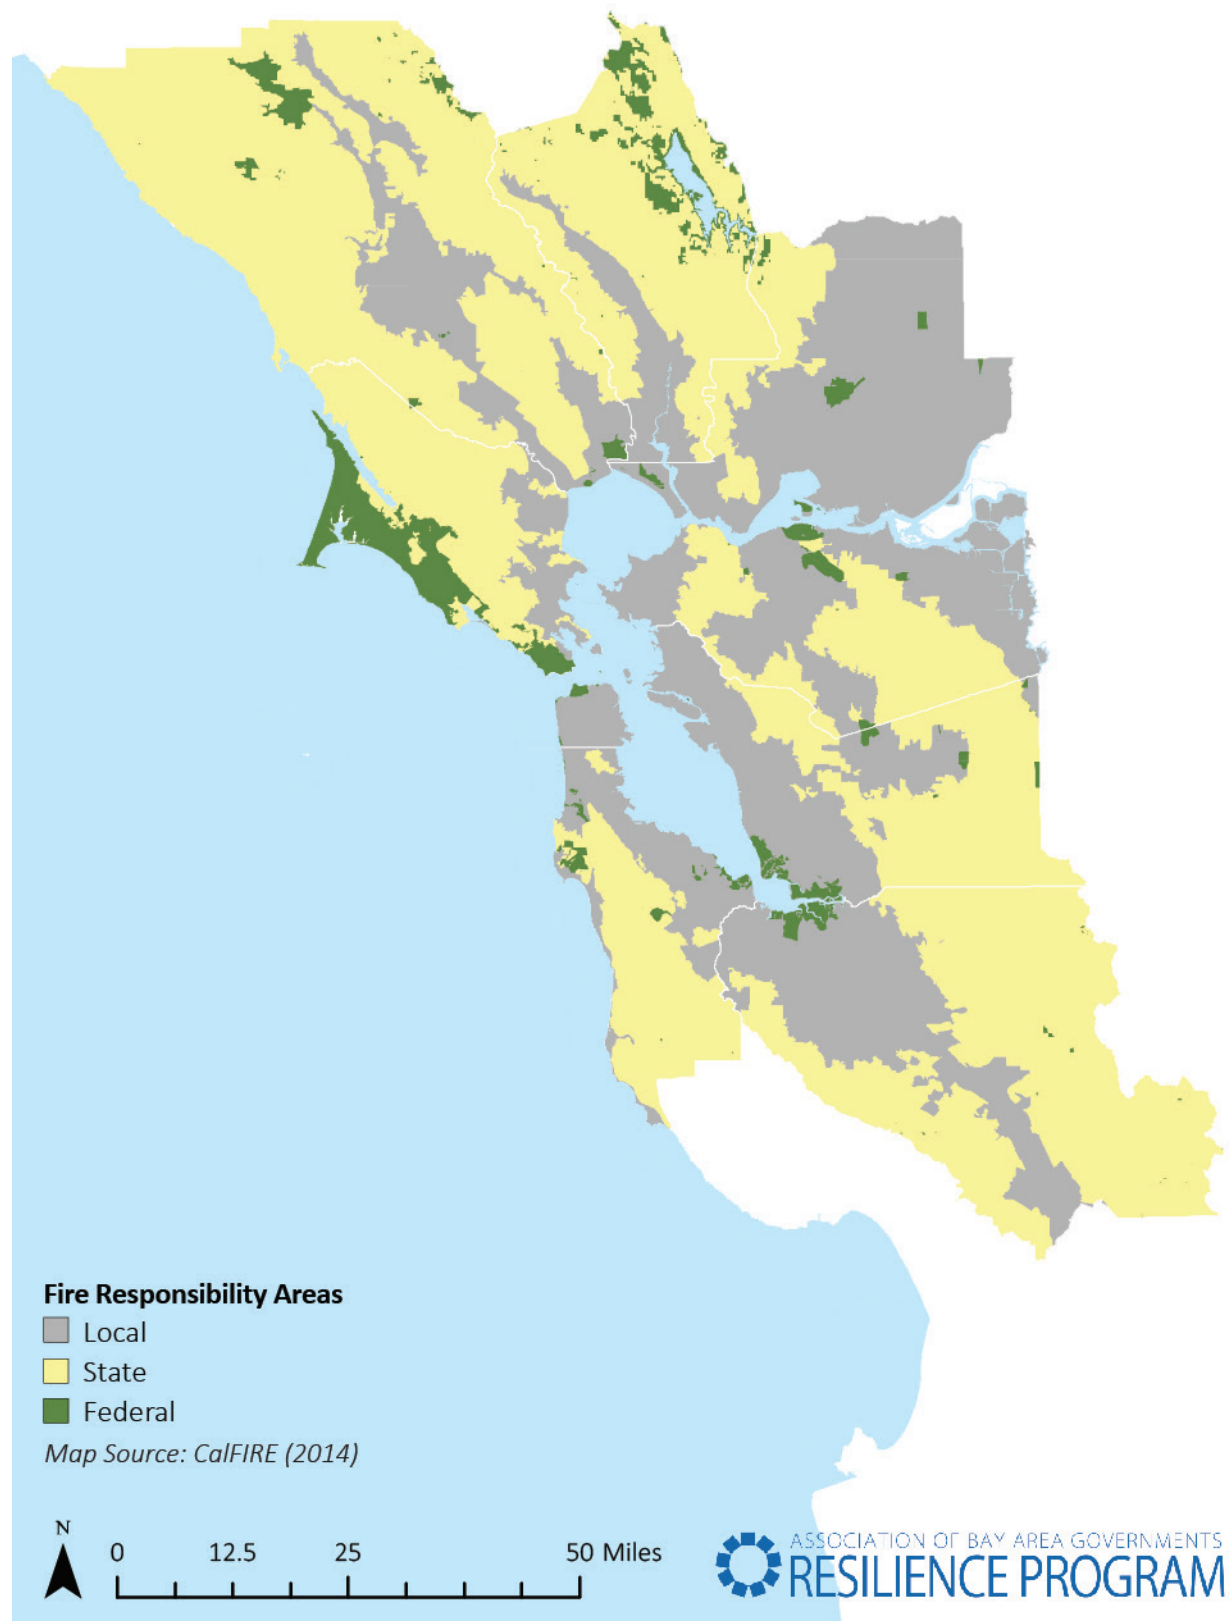 Fire Responsibility Areas
Local
State
Federal
Map Source: CalFIRE (2014)
N
0 12.5 25 50 Miles
ASSOCIATION OF BAY AREA GOVERNMENTS
RESILIENCE PROGRAM